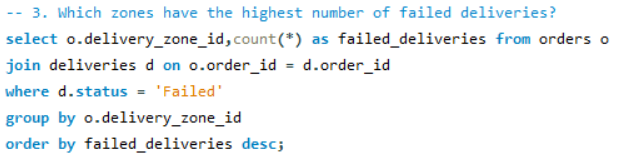 -- 3. Which zones have the highest number of failed deliveries?
select o.delivery_zone_id,count(*) as failed_deliveries from orders o
join deliveries d on o.order_id = d.order_id
where d.status = 'Failed'
group by o.delivery_zone_id
order by failed_deliveries desc;